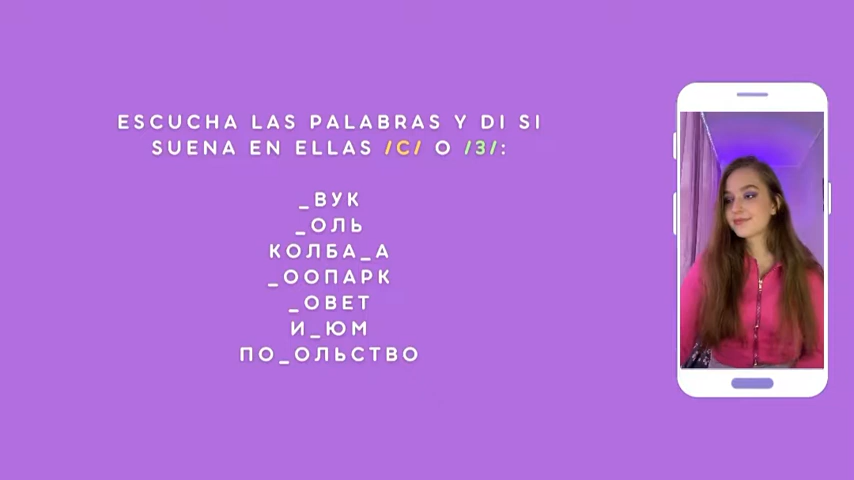 ESCUCHA LAS PALABRAS Y DI SI
SUENA EN ELLAS /С/ O /З/:
_ВУК
_ОЛЬ
КОЛБА_А
_ООПАРК
_ОВЕТ
И_ЮМ
ПО_ОЛЬСТВО